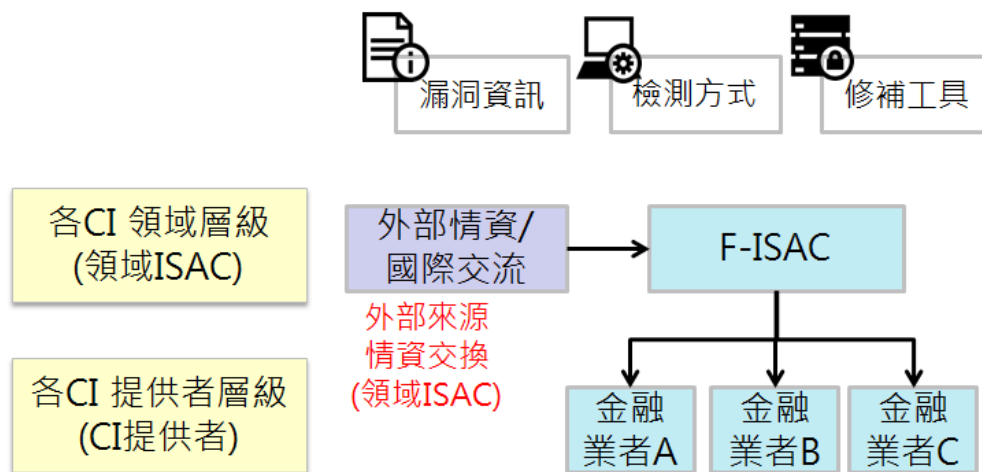 漏洞資訊
檢測方式
修補工具
各CI 領域層級
(領域ISAC)
外部情資/
國際交流
F-ISAC
外部來源
情資交換
(領域ISAC)
各CI 提供者層級
(CI提供者)
金融
業者A
金融
業者B
金融
業者C